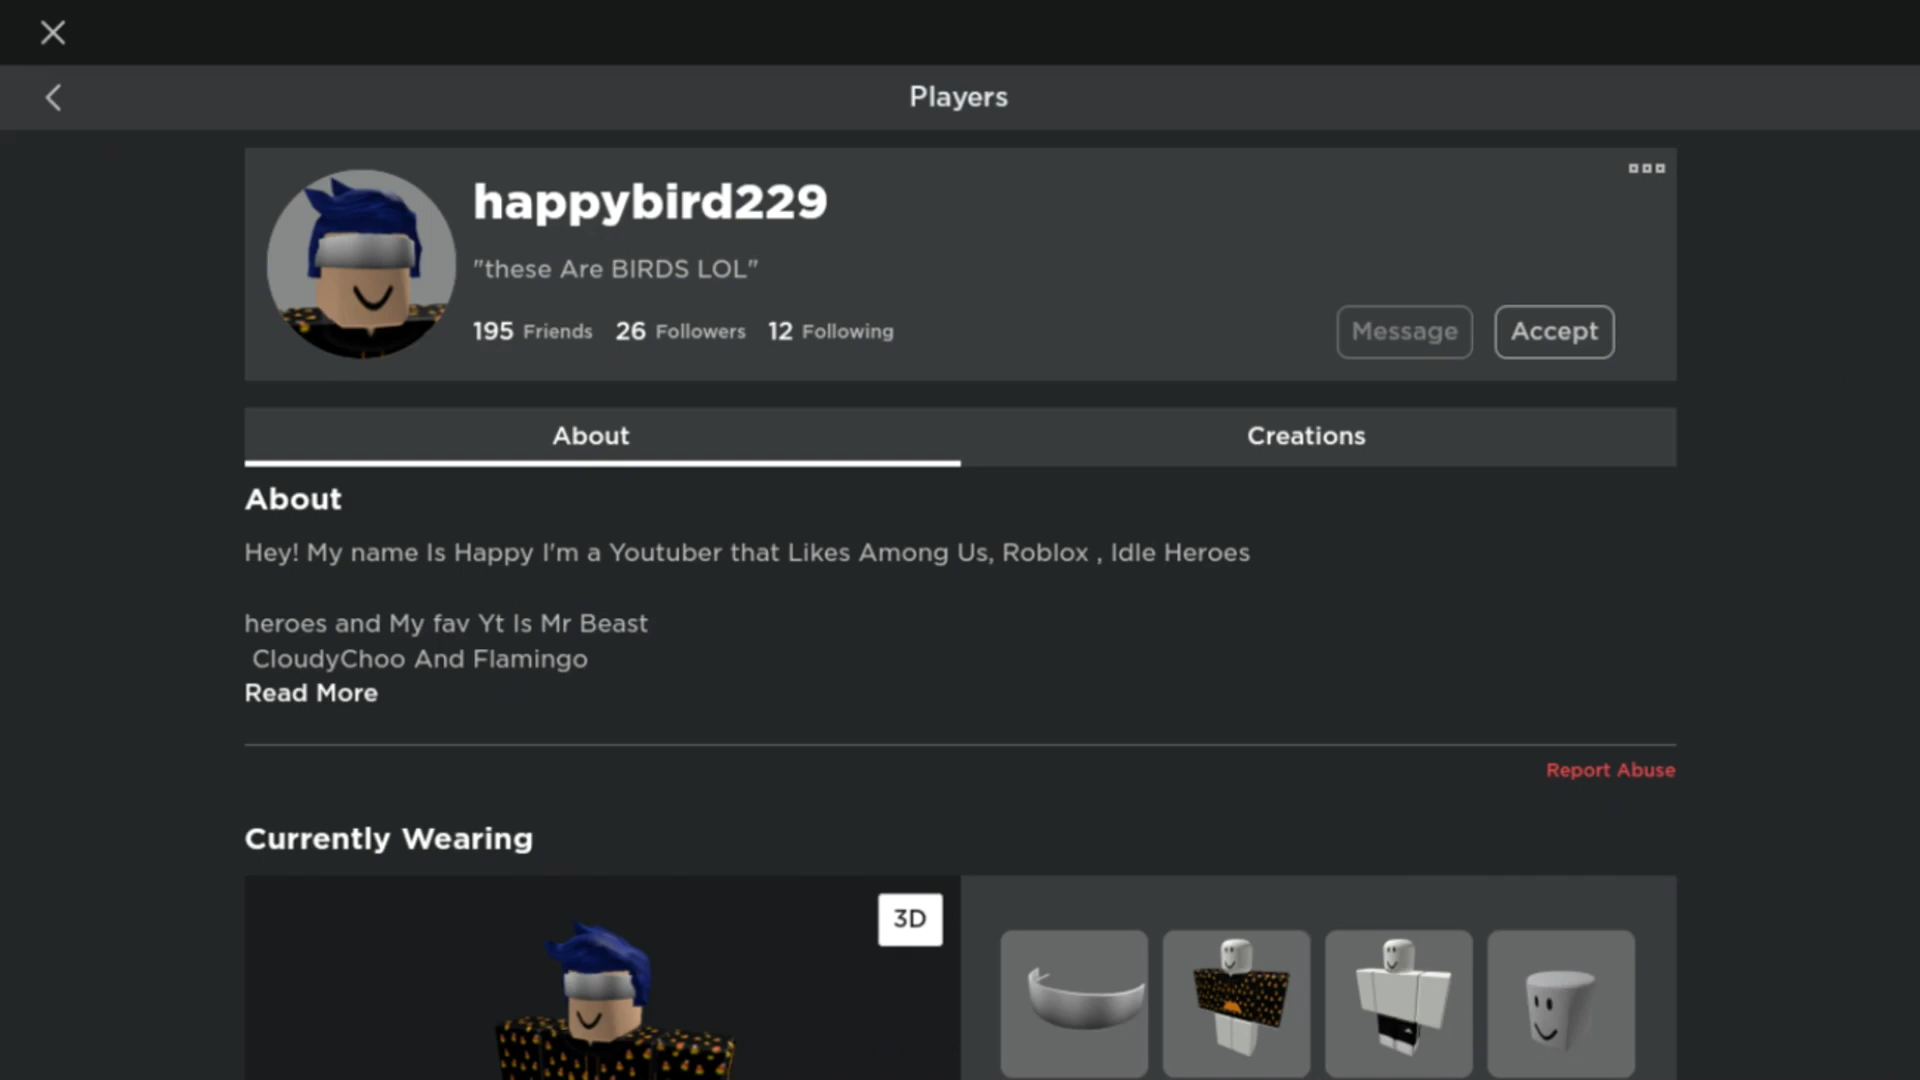 Players
happybird229
"these Are BIRDS LOL"
195 Friends 26 Followers 12 Following
Message Accept
About Creations
About
Hey! My name Is Happy I'm a Youtuber that Likes Among Us, Roblox , Idle Heroes
heroes and My fav Yt Is Mr Beast
CloudyChoo And Flamingo
Read More
Report Abuse
Currently Wearing
3D